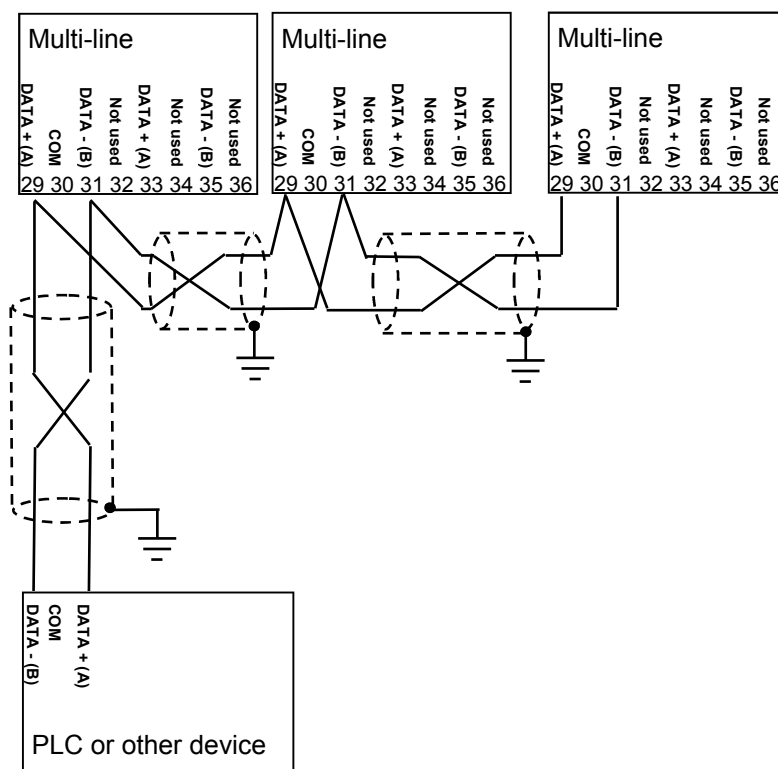 Multi-line
DATA + (A)
COM
DATA - (B)
Not used
DATA + (A)
Not used
DATA - (B)
Not used
29 30 31 32 33 34 35 36
Multi-line
DATA + (A)
COM
DATA - (B)
Not used
DATA + (A)
Not used
DATA - (B)
Not used
29 30 31 32 33 34 35 36
Multi-line
DATA + (A)
COM
DATA - (B)
Not used
DATA + (A)
Not used
DATA - (B)
Not used
29 30 31 32 33 34 35 36
DATA - (B)
COM
DATA + (A)
PLC or other device